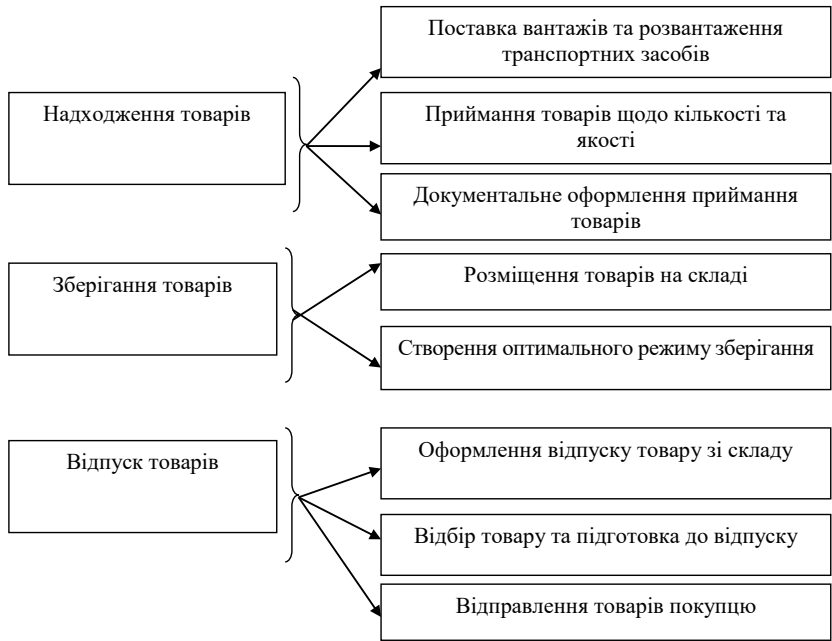 Надходження товарів
Поставка вантажів та розвантаження
транспортних засобів
Приймання товарів щодо кількості та
якості
Документальне оформлення приймання
товарів
Зберігання товарів
Розміщення товарів на складі
Створення оптимального режиму зберігання
Відпуск товарів
Оформлення відпуску товару зі складу
Відбір товару та підготовка до відпуску
Відправлення товарів покупцю